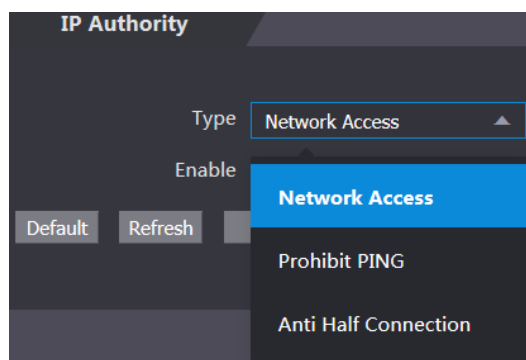 IP Authority
Type Network Access
Enable
Network Access
Default Refresh
Prohibit PING
Anti Half Connection